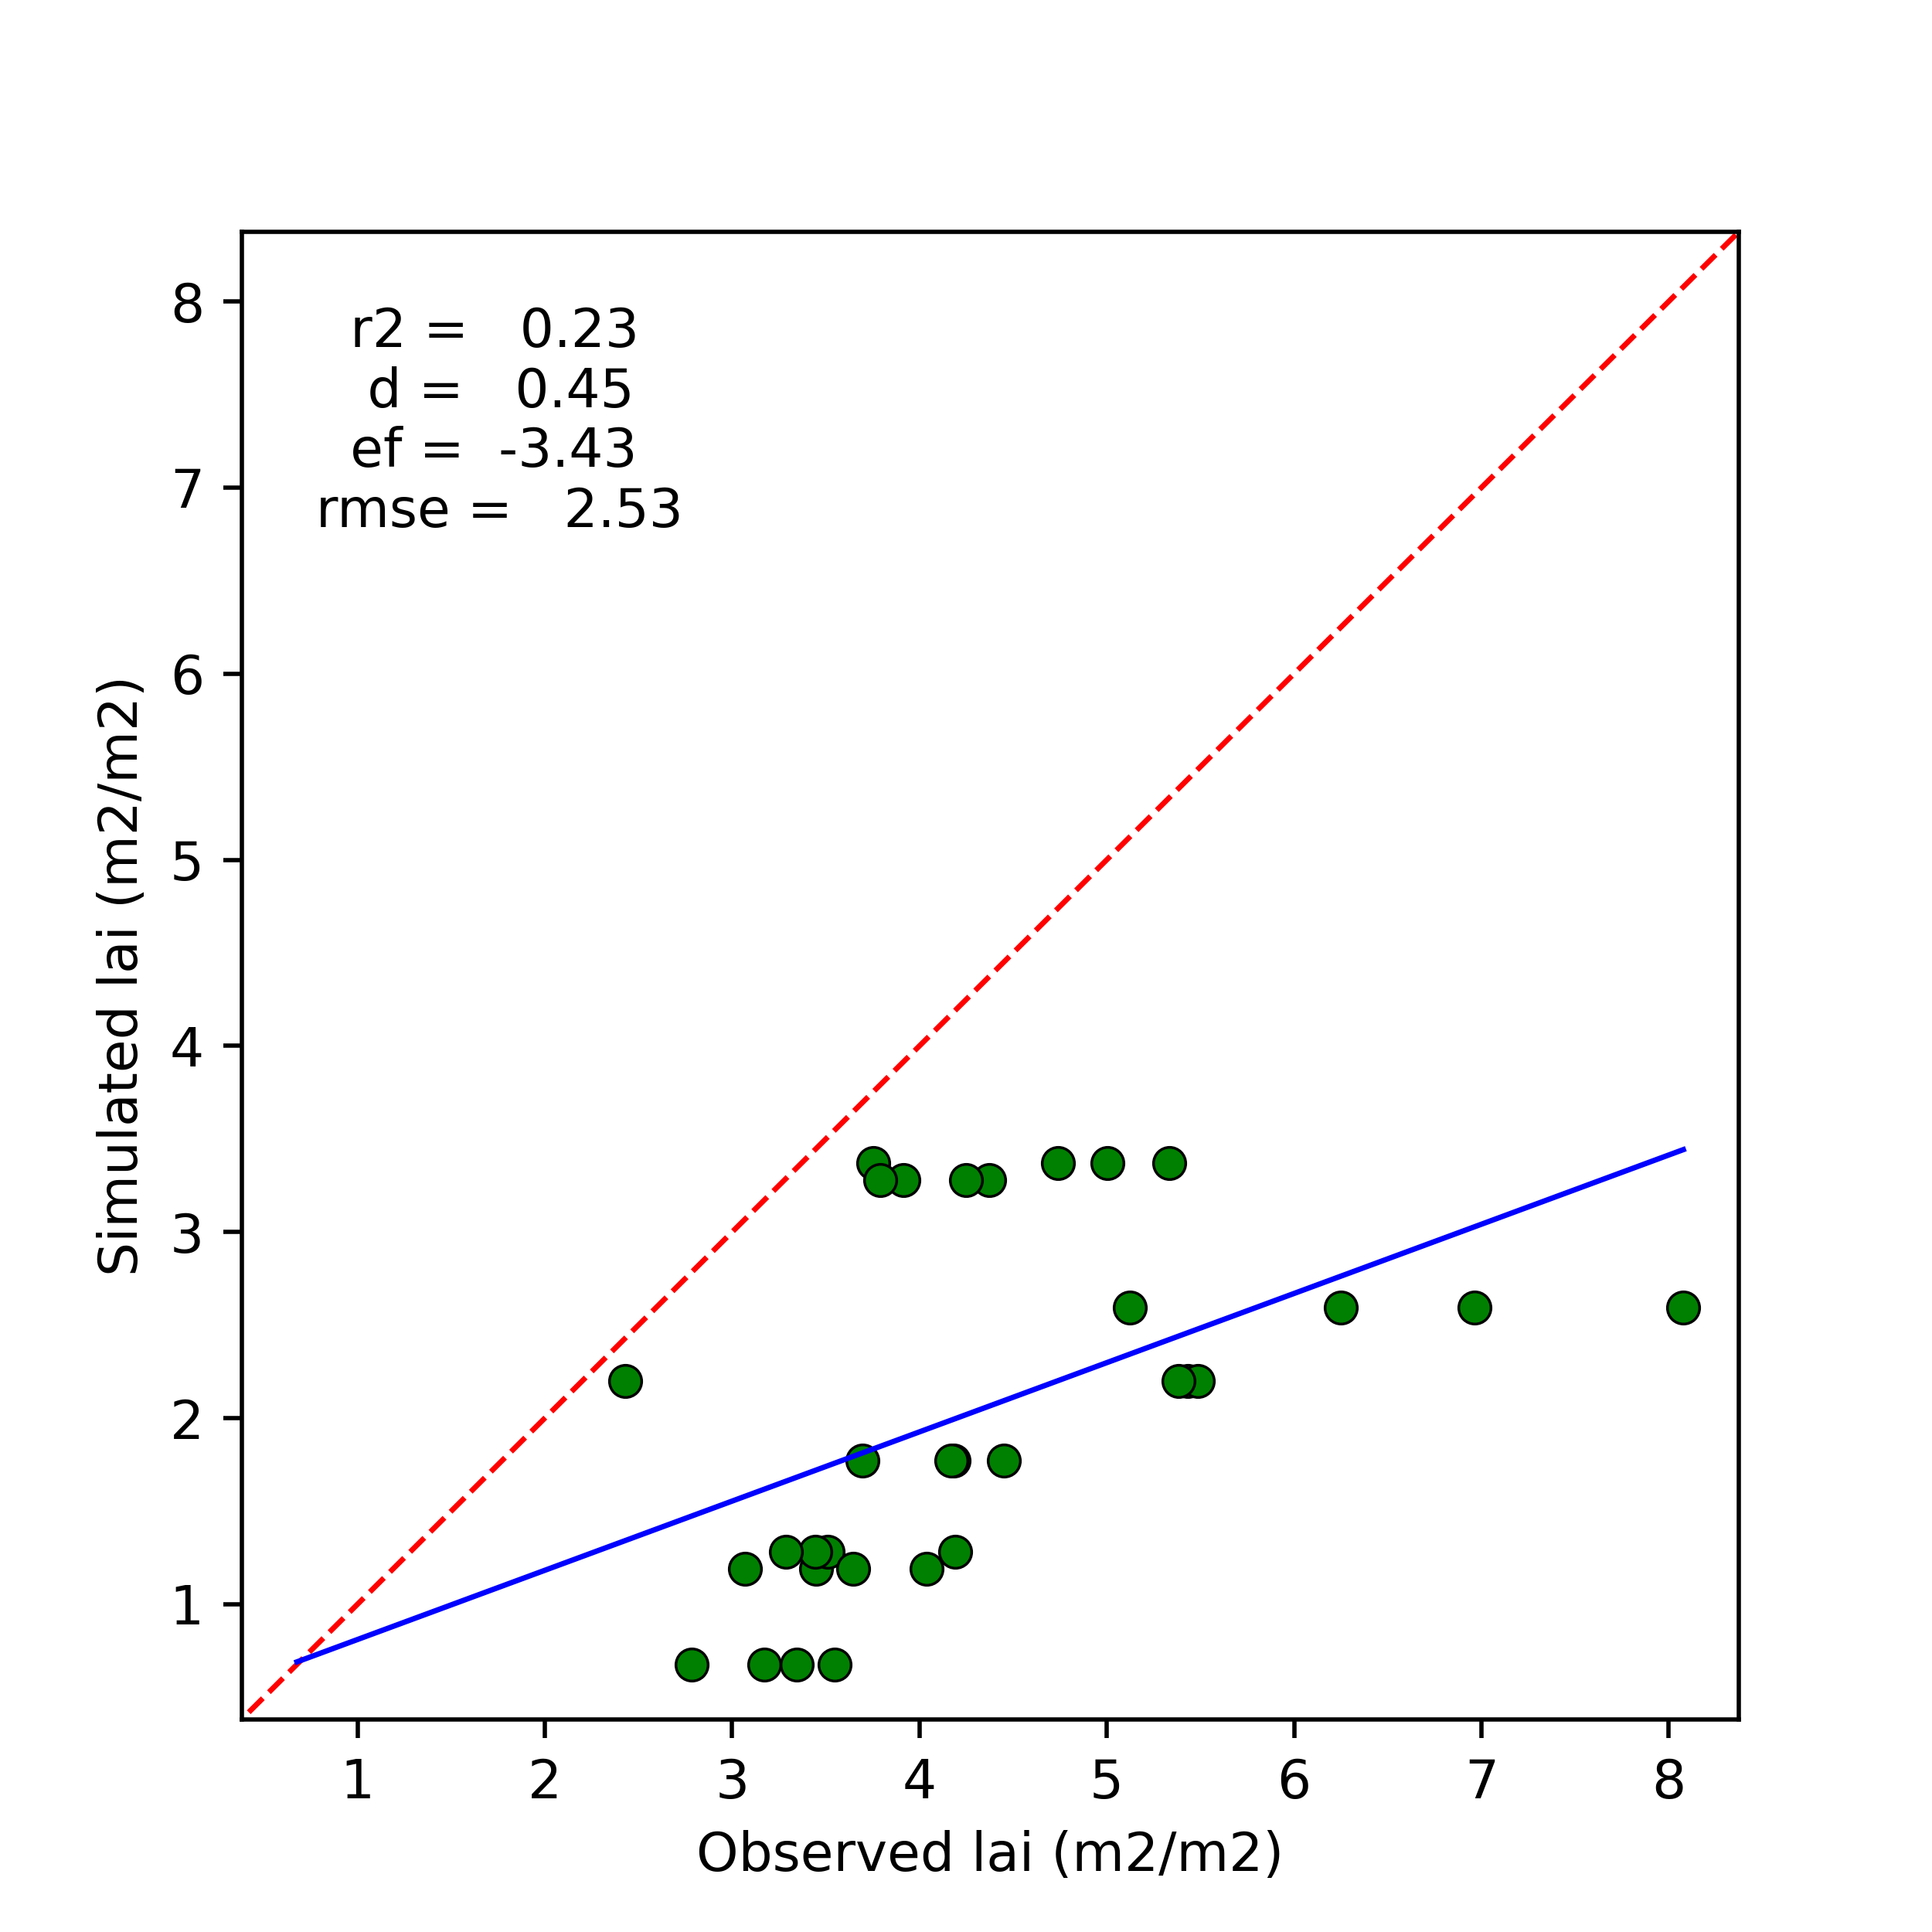 r2 = 0.23
d = 0.45
ef = -3.43
rmse = 2.53
8
7
6
5
4
3
2
1
Simulated lai (m2/m2)
1 2 3 4 5 6 7 8
Observed lai (m2/m2)